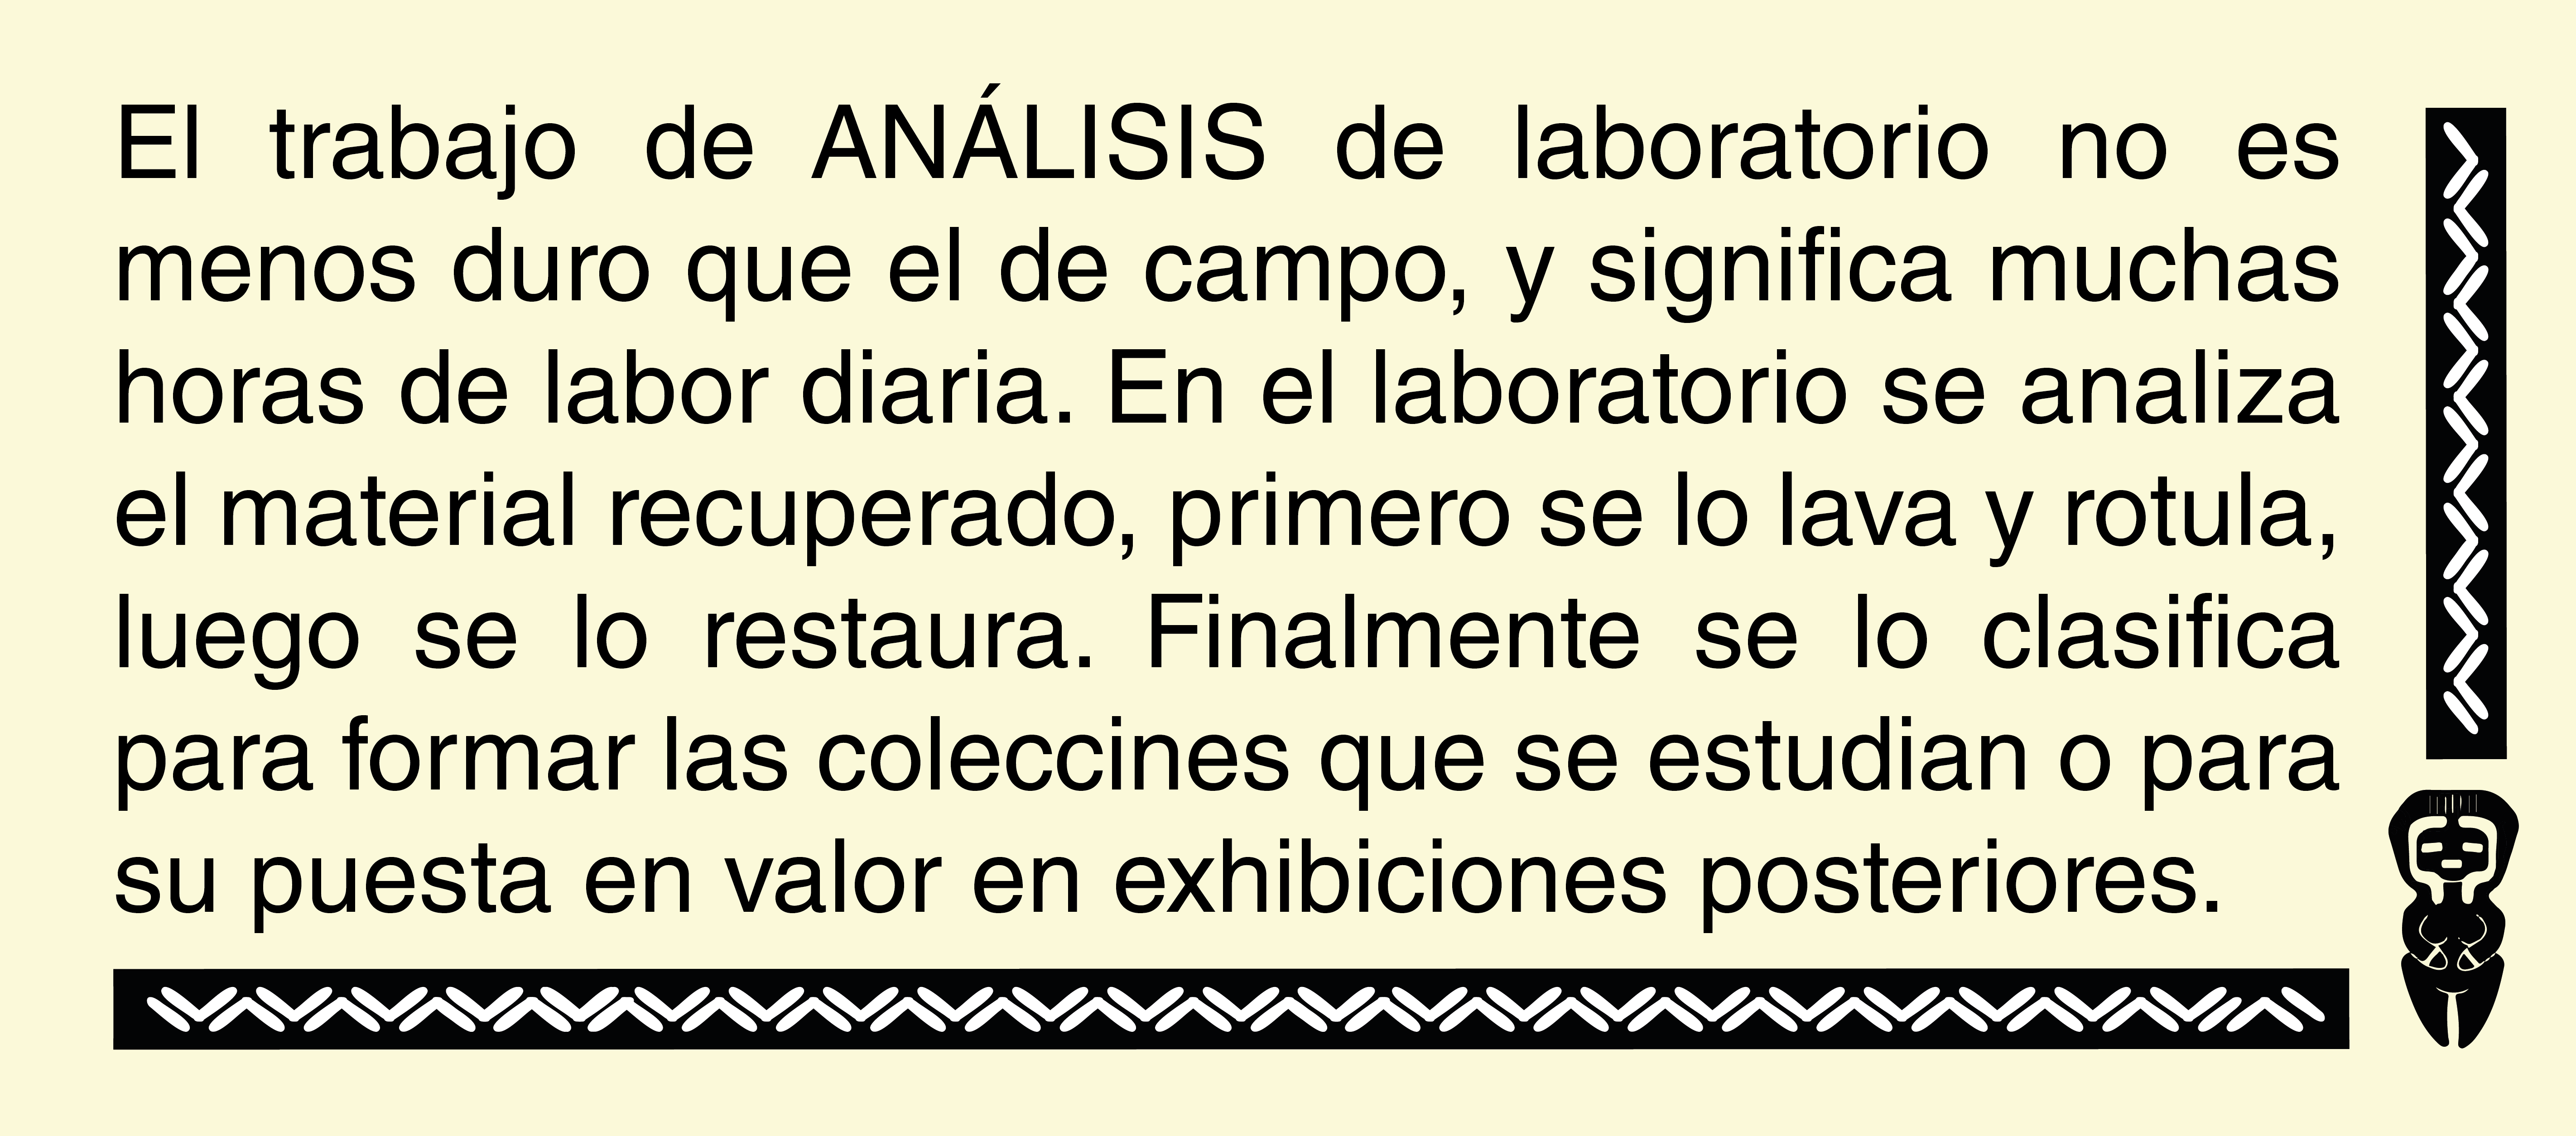 El trabajo de ANÁLISIS de laboratorio no es
menos duro que el de campo, y significa muchas
horas de labor diaria. En el laboratorio se analiza
el material recuperado, primero se lo lava y rotula,
luego se lo restaura. Finalmente se lo clasifica
para formar las coleccines que se estudian o para
su puesta en valor en exhibiciones posteriores.